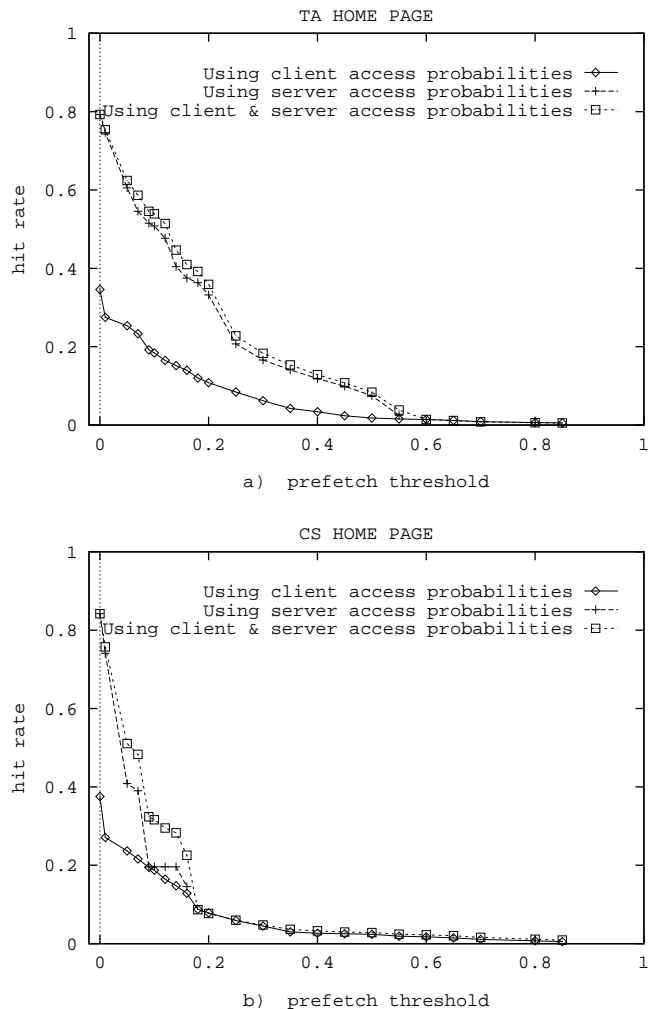 TA HOME PAGE
1
Using client access probabilities
Using server access probabilities
0.8
Using client & server access probabilities
0.6
hit rate
0.4
0.2
0
0 0.2 0.4 0.6 0.8 1
a) prefetch threshold
CS HOME PAGE
1
Using client access probabilities
Using server access probabilities
0.8
Using client & server access probabilities
0.6
hit rate
0.4
0.2
0
0 0.2 0.4 0.6 0.8 1
b) prefetch threshold